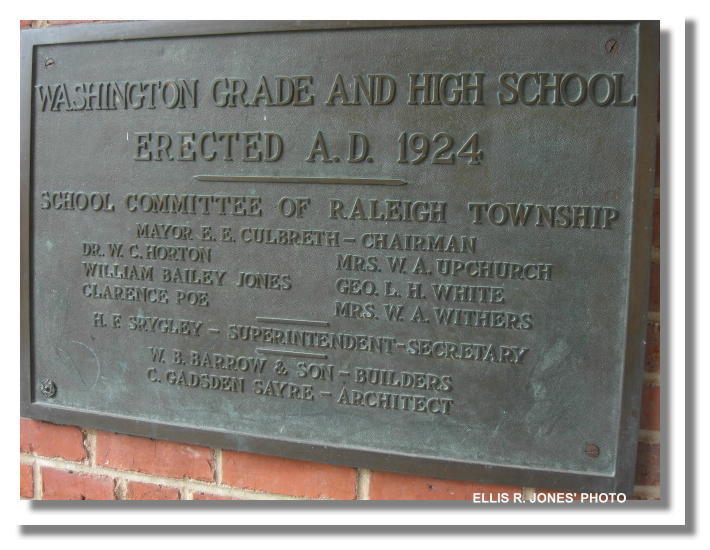 WASHINGTON GRADE AND HIGH SCHOOL
ERECTED A.D. 1924
SCHOOL COMMITTEE OF RALEIGH TOWNSHIP
MAYOR E. E. CULBRETH – CHAIRMAN
DR. W. C. HORTON
WILLIAM BAILEY JONES
CLARENCE POE
MRS. W. A. UPCHURCH
GEO. L. H. WHITE
MRS. W. A. WITHERS
H. F. SRYGLEY – SUPERINTENDENT–SECRETARY
W. B. BARROW & SON – BUILDERS
C. GADSDEN SAYRE – ARCHITECT
ELLIS R. JONES' PHOTO